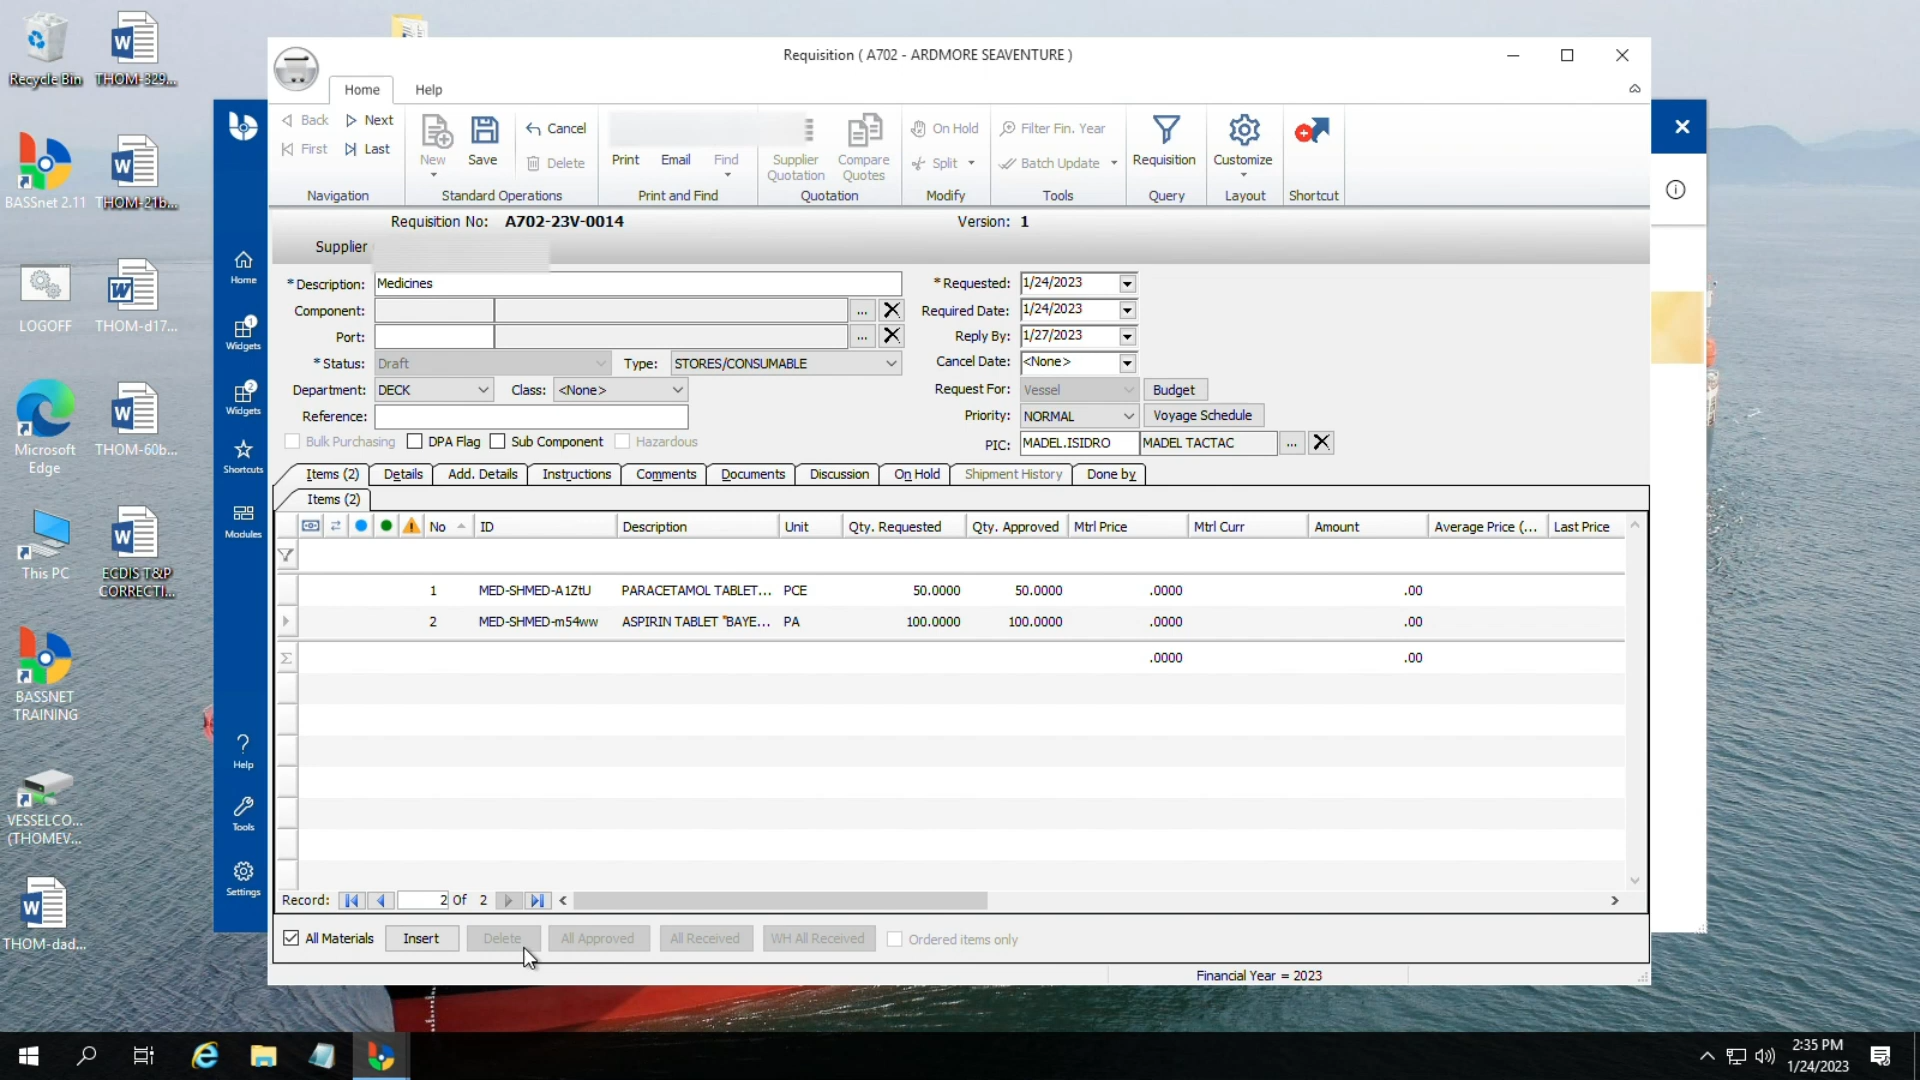 Recycle Bin
THOM-329...
BASSnet 2.11
THOM-21b...
LOGOFF
THOM-d17...
Microsoft Edge
THOM-60b...
This PC
ECDIS T&P CORRECTI...
BASSNET TRAINING
VESSELCO... (THOMEV...
THOM-dad...
Home
1
Widgets
2
Widgets
Shortcuts
Modules
Help
Tools
Settings
Requisition ( A702 - ARDMORE SEAVENTURE )
Home Help
Back Next
First Last
Navigation
New Save Cancel
Delete
Standard Operations
Print Email Find
Print and Find
Supplier Quotation Compare Quotes
Quotation
On Hold
Split
Modify
Filter Fin. Year
Batch Update
Tools
Requisition
Query
Customize
Layout
Shortcut
Requisition No: A702-23V-0014 Version: 1
Supplier
* Description: Medicines * Requested: 1/24/2023
Component: ... Required Date: 1/24/2023
Port: ... Reply By: 1/27/2023
* Status: Draft Type: STORES/CONSUMABLE Cancel Date: <None>
Department: DECK Class: <None> Request For: Vessel Budget
Reference: Priority: NORMAL Voyage Schedule
Bulk Purchasing DPA Flag Sub Component Hazardous PIC: MADEL.ISIDRO MADEL TACTAC ...
Items (2) Details Add. Details Instructions Comments Documents Discussion On Hold Shipment History Done by
Items (2)
No ID Description Unit Qty. Requested Qty. Approved Mtrl Price Mtrl Curr Amount Average Price (... Last Price
1 MED-SHMED-A1ZtU PARACETAMOL TABLET... PCE 50.0000 50.0000 .0000 .00
2 MED-SHMED-m54ww ASPIRIN TABLET "BAYE... PA 100.0000 100.0000 .0000 .00
Σ .0000 .00
Record: 2 Of 2
All Materials Insert Delete All Approved All Received WH All Received Ordered items only
Financial Year = 2023
2:35 PM
1/24/2023